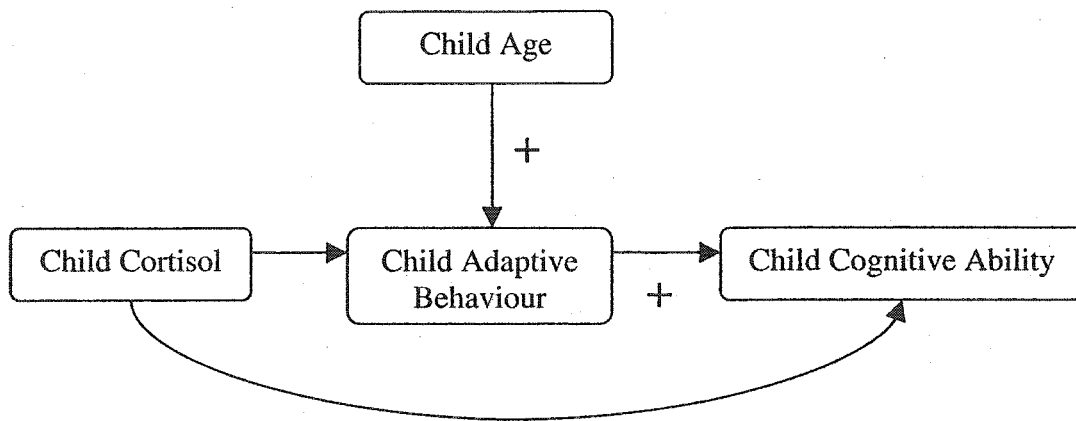 Child Age
+
Child Cortisol
Child Adaptive
Behaviour
+
Child Cognitive Ability